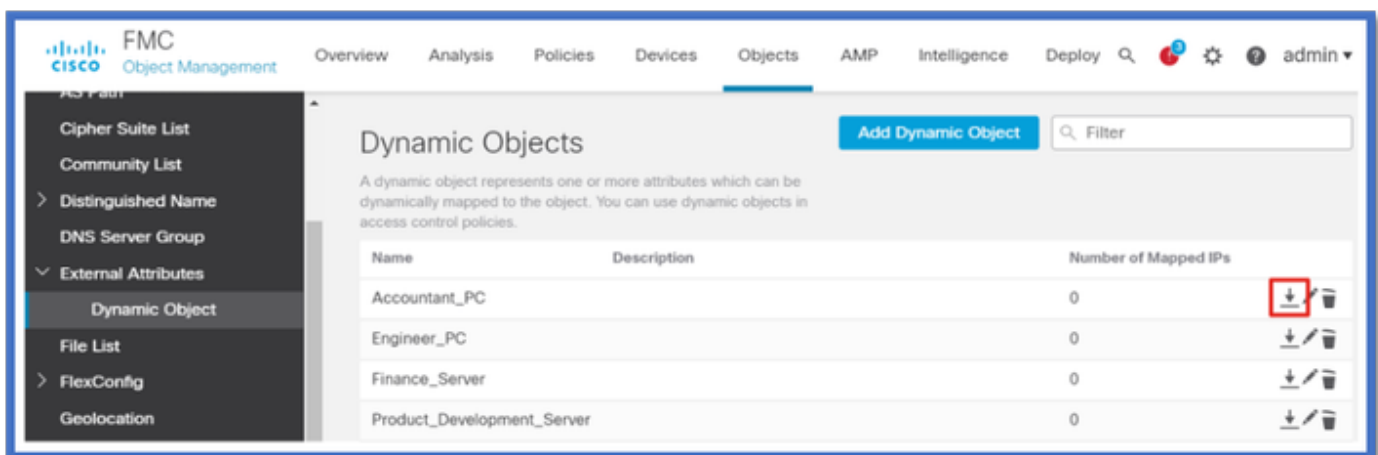 CISCO
FMC
Object Management
Overview Analysis Policies Devices Objects AMP Intelligence Deploy 3 admin
AS Path
Cipher Suite List
Community List
Distinguished Name
DNS Server Group
External Attributes
Dynamic Object
File List
FlexConfig
Geolocation
Dynamic Objects
Add Dynamic Object
Filter
A dynamic object represents one or more attributes which can be
dynamically mapped to the object. You can use dynamic objects in
access control policies.
Name Description Number of Mapped IPs
Accountant_PC 0
Engineer_PC 0
Finance_Server 0
Product_Development_Server 0